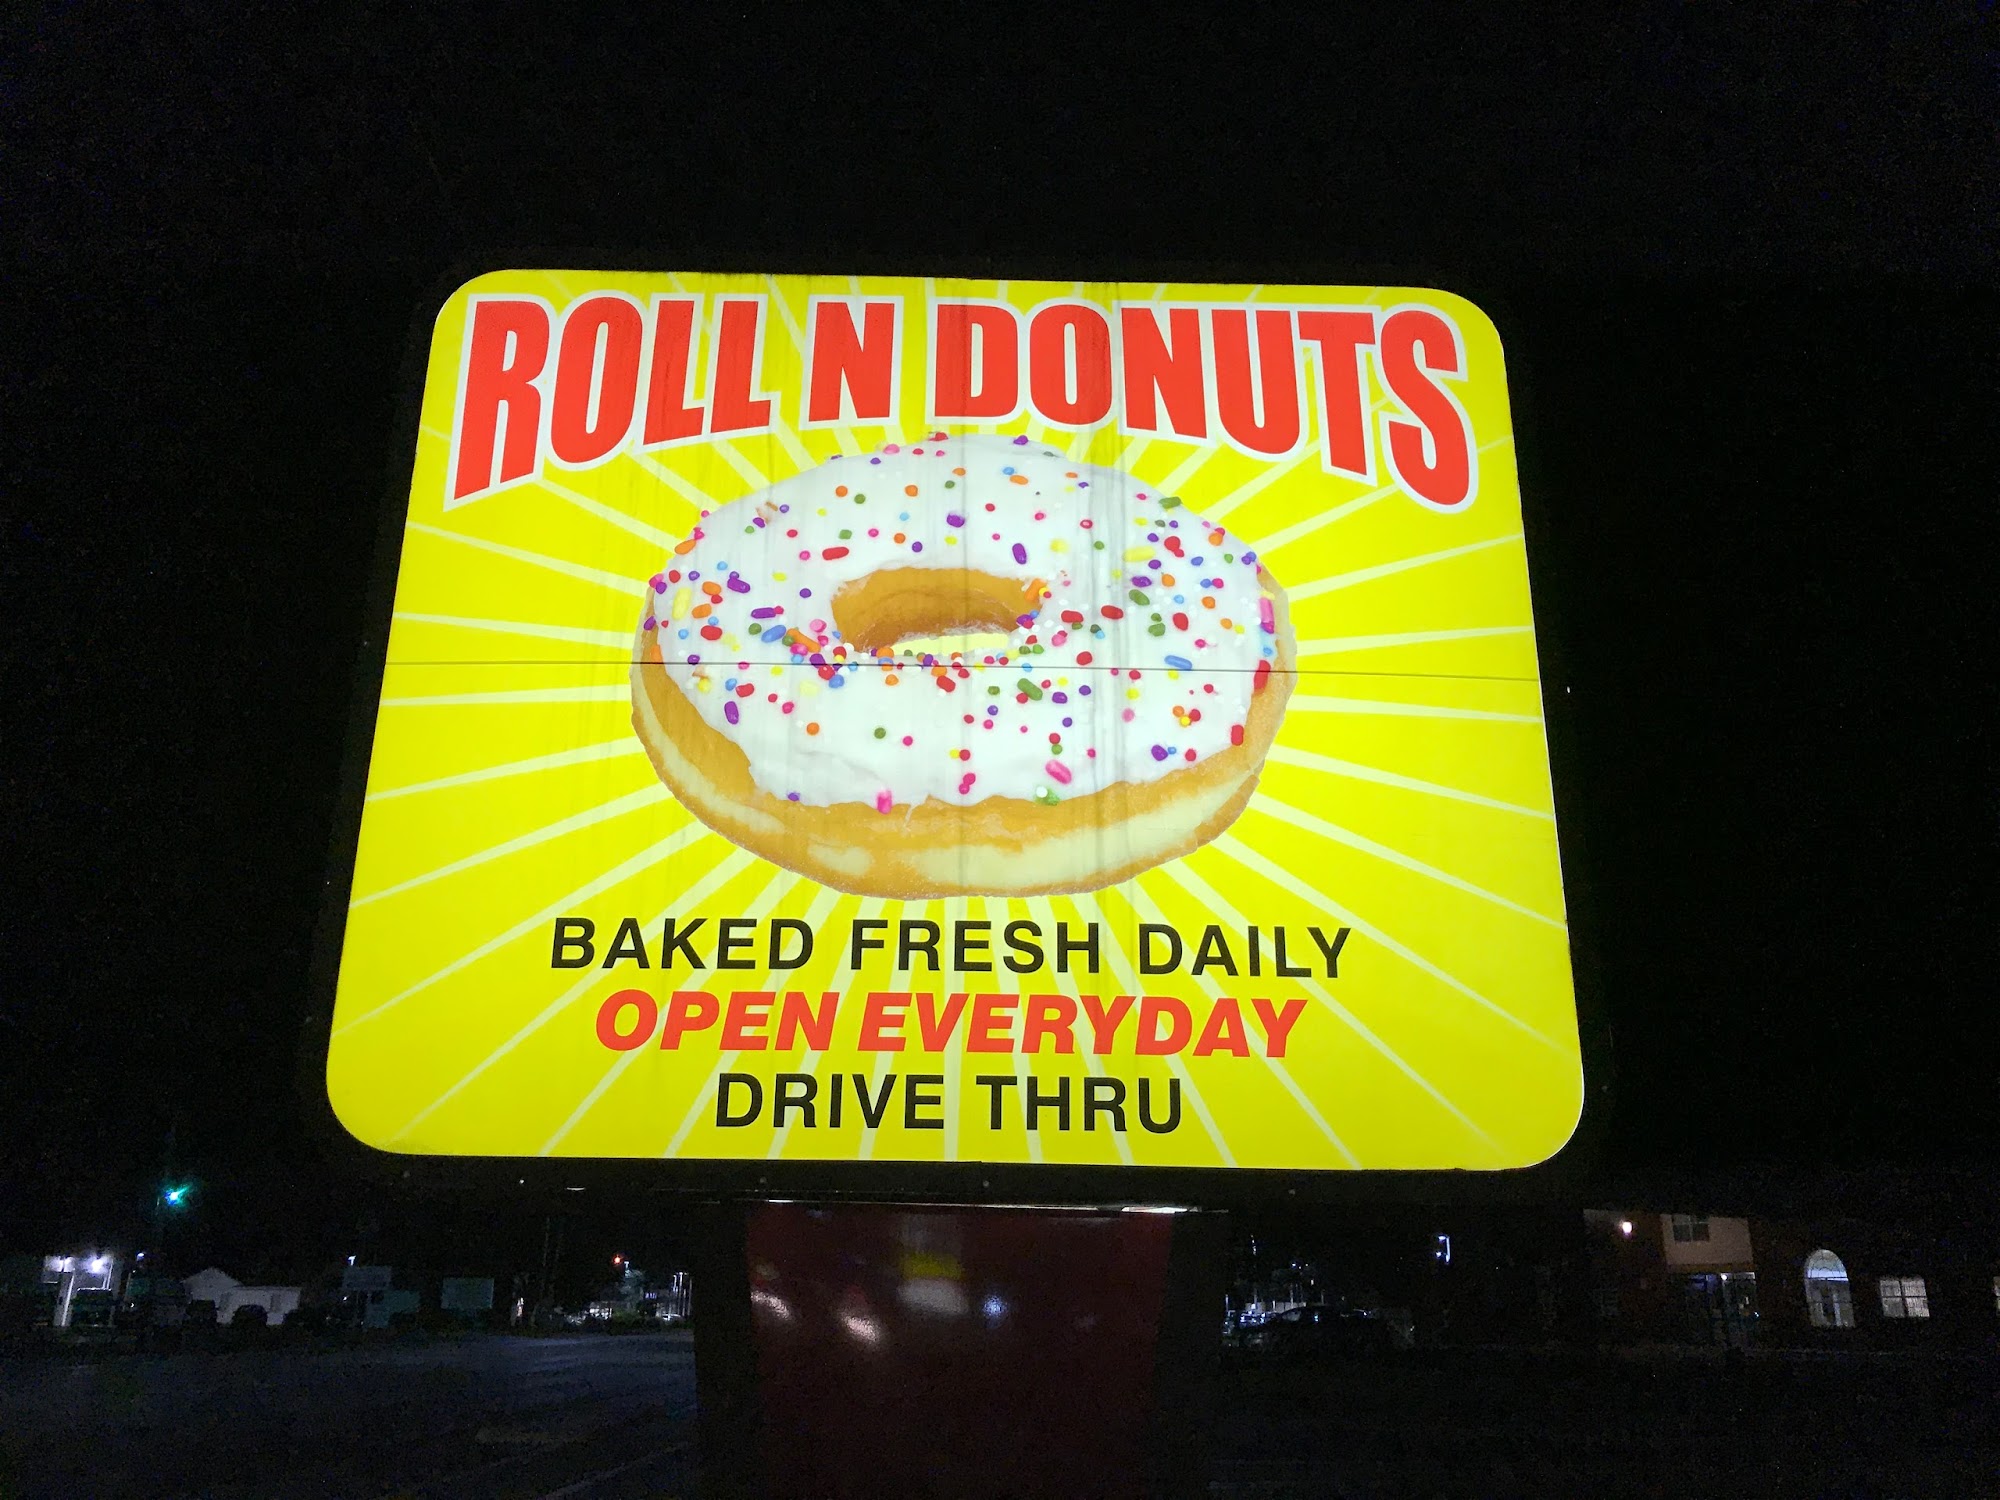 ROLL N DONUTS
BAKED FRESH DAILY
OPEN EVERYDAY
DRIVE THRU